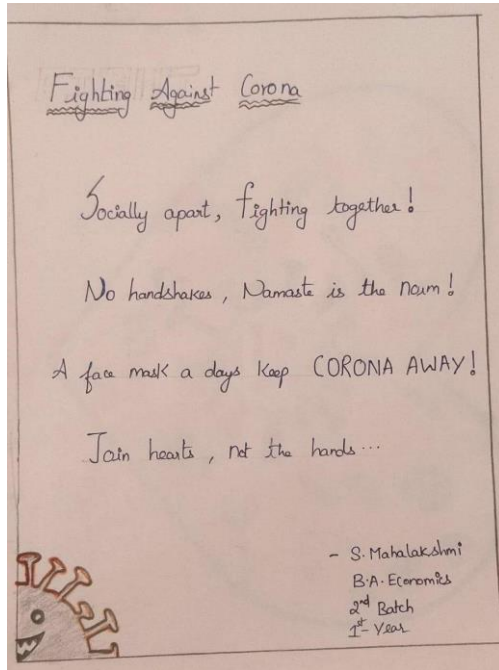 Fighting Against Corona
Socially apart, fighting together!
No handshakes, Namaste is the norm!
A face mask a days keep CORONA AWAY!
Join hearts, not the hands...
- S. Mahalakshmi
B.A. Economics
2nd Batch
1st- Year